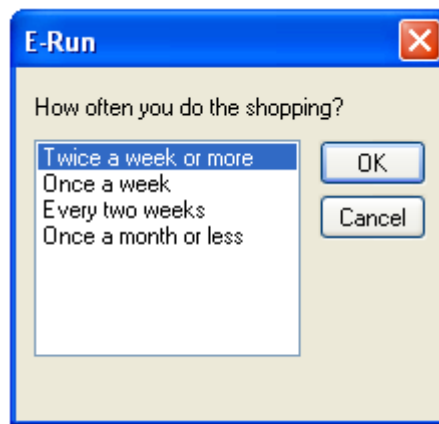 E-Run
How often you do the shopping?
Twice a week or more
Once a week
Every two weeks
Once a month or less
OK
Cancel